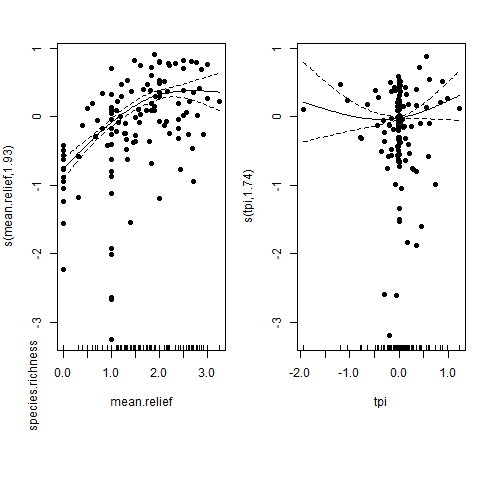 s(mean.relief,1.93)
1
0
-1
-2
-3
0.0 1.0 2.0 3.0
mean.relief
species.richness
s(tpi,1.74)
1
0
-1
-2
-3
-2.0 -1.0 0.0 1.0
tpi